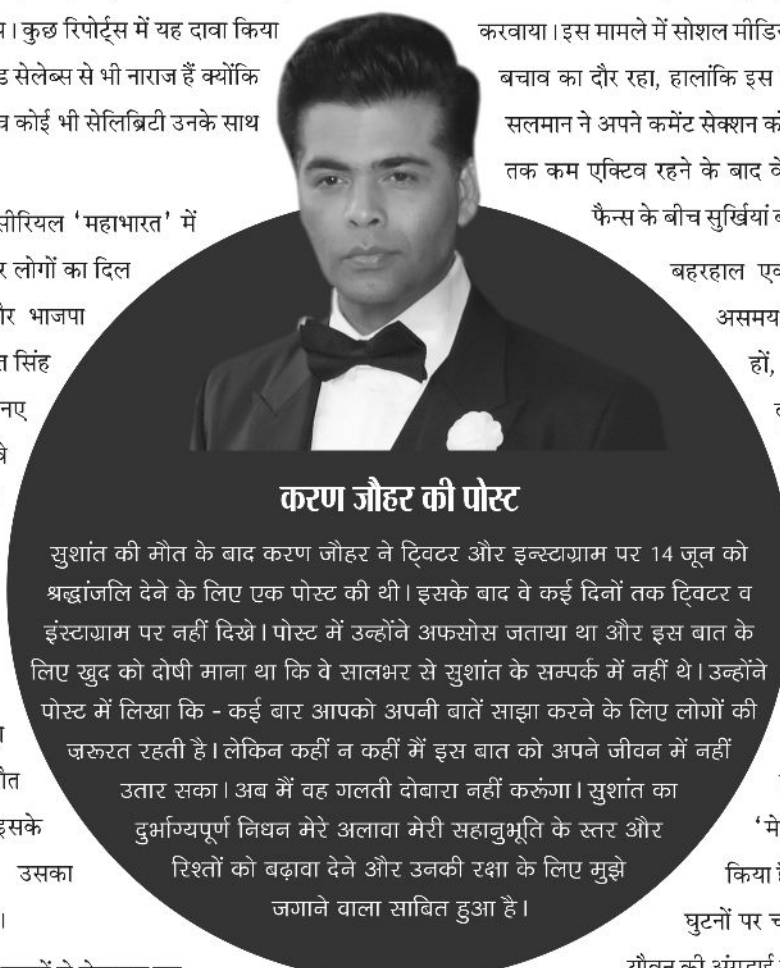 कुछ रिपोर्ट्स में यह दावा किया
सेलेब्स से भी नाराज हैं क्योंकि
कोई भी सेलिब्रिटी उनके साथ
सीरियल ‘महाभारत’ में
लोगों का दिल
भाजपा
सिंह
करवाया। इस मामले में सोशल
बचाव का दौर रहा, हालांकि इस
सलमान ने अपने कमेंट सेक्शन
तक कम एक्टिव रहने के बाद
फैन्स के बीच सुर्खियां
बहरहाल
असमय
हों,
करण जौहर की पोस्ट
सुशांत की मौत के बाद करण जौहर ने ट्विटर और इन्स्टाग्राम पर 14 जून को
श्रद्धांजलि देने के लिए एक पोस्ट की थी। इसके बाद वे कई दिनों तक ट्विटर व
इंस्टाग्राम पर नहीं दिखे। पोस्ट में उन्होंने अफसोस जताया था और इस बात के
लिए खुद को दोषी माना था कि वे सालभर से सुशांत के सम्पर्क में नहीं थे। उन्होंने
पोस्ट में लिखा कि - कई बार आपको अपनी बातें साझा करने के लिए लोगों की
ज़रूरत रहती है। लेकिन कहीं न कहीं मैं इस बात को अपने जीवन में नहीं
उतार सका। अब मैं वह गलती दोबारा नहीं करूंगा। सुशांत का
दुर्भाग्यपूर्ण निधन मेरे अलावा मेरी सहानुभूति के स्तर और
रिश्तों को बढ़ावा देने और उनकी रक्षा के लिए मुझे
जगाने वाला साबित हुआ है।
इसके
उसका
किया
घुटनों पर